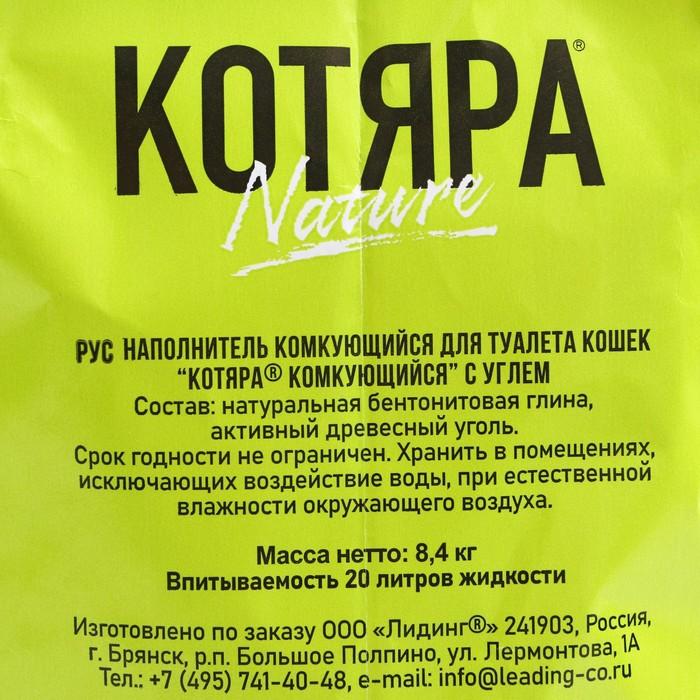 КОТЯРА®
Nature
РУС НАПОЛНИТЕЛЬ КОМКУЮЩИЙСЯ ДЛЯ ТУАЛЕТА КОШЕК
“КОТЯРА® КОМКУЮЩИЙСЯ” С УГЛЕМ
Состав: натуральная бентонитовая глина,
активный древесный уголь.
Срок годности не ограничен. Хранить в помещениях,
исключающих воздействие воды, при естественной
влажности окружающего воздуха.
Масса нетто: 8,4 кг
Впитываемость 20 литров жидкости
Изготовлено по заказу ООО «Лидинг®» 241903, Россия,
г. Брянск, р.п. Большое Полпино, ул. Лермонтова, 1А
Тел.: +7 (495) 741-40-48, e-mail: info@leading-co.ru